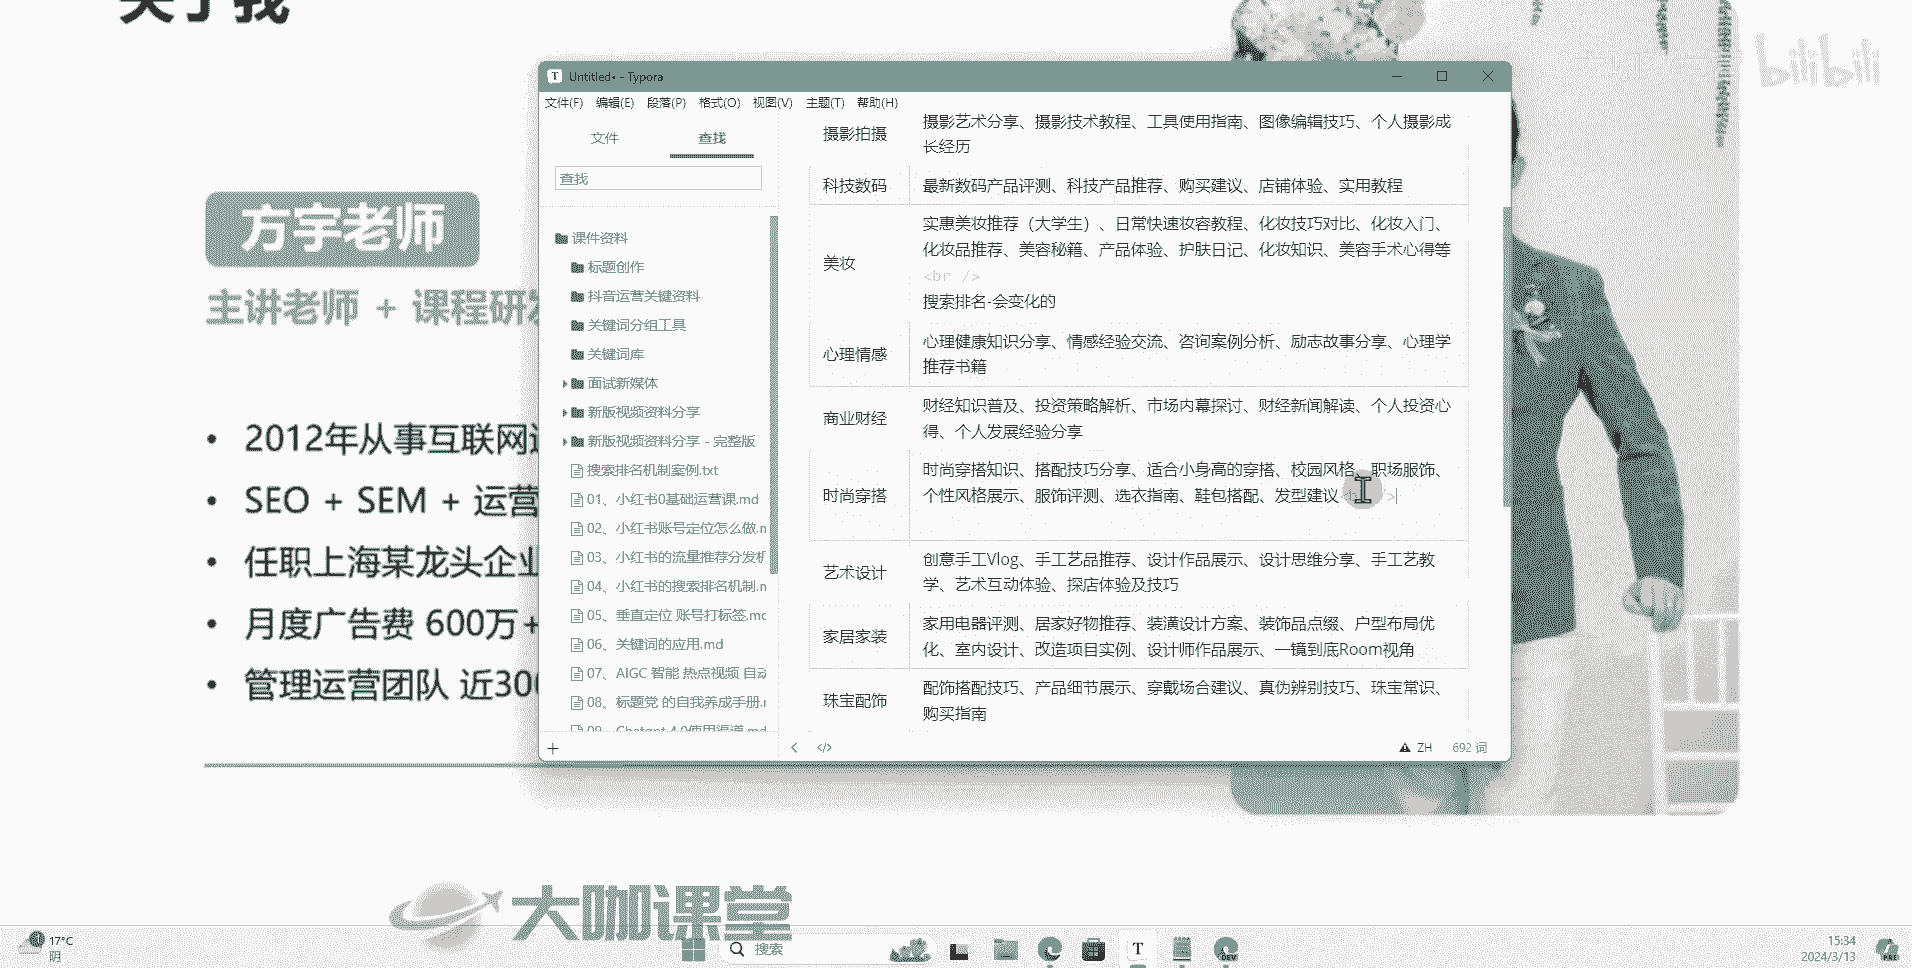 关于我
bilibili
方宇老师
主讲老师 + 课程研发
2012年从事互联网运
SEO + SEM + 运营
任职上海某龙头企业
月度广告费 600万+
管理运营团队 近300
Untitled• - Typora
文件(F) 编辑(E) 段落(P) 格式(O) 视图(V) 主题(T) 帮助(H)
文件 查找
查找
课件资料
标题创作
抖音运营关键资料
关键词分组工具
关键词库
面试新媒体
新版视频资料分享
新版视频资料分享 - 完整版
搜索排名机制案例.txt
01、小红书0基础运营课.md
02、小红书账号定位怎么做.m
03、小红书的流量推荐分发机
04、小红书的搜索排名机制.m
05、垂直定位 账号打标签.mc
06、关键词的应用.md
07、AIGC 智能 热点视频 自动
08、标题党 的自我养成手册.r
09、Chatgpt 4.0使用渠道.md
摄影拍摄
摄影艺术分享、摄影技术教程、工具使用指南、图像编辑技巧、个人摄影成
长经历
科技数码
最新数码产品评测、科技产品推荐、购买建议、店铺体验、实用教程
美妆
实惠美妆推荐（大学生）、日常快速妆容教程、化妆技巧对比、化妆入门、
化妆品推荐、美容秘籍、产品体验、护肤日记、化妆知识、美容手术心得等
<br />
搜索排名-会变化的
心理情感
心理健康知识分享、情感经验交流、咨询案例分析、励志故事分享、心理学
推荐书籍
商业财经
财经知识普及、投资策略解析、市场内幕探讨、财经新闻解读、个人投资心
得、个人发展经验分享
时尚穿搭
时尚穿搭知识、搭配技巧分享、适合小身高的穿搭、校园风格、职场服饰、
个性风格展示、服饰评测、选衣指南、鞋包搭配、发型建议
艺术设计
创意手工Vlog、手工艺品推荐、设计作品展示、设计思维分享、手工艺教
学、艺术互动体验、探店体验及技巧
家居家装
家用电器评测、居家好物推荐、装潢设计方案、装饰品点缀、户型布局优
化、室内设计、改造项目实例、设计师作品展示、一镜到底Room视角
珠宝配饰
配饰搭配技巧、产品细节展示、穿戴场合建议、真伪辨别技巧、珠宝常识、
购买指南
ZH 692 词
大咖课堂
17°C
阴
搜索
T
DEV
15:34
2024/3/13
PRE